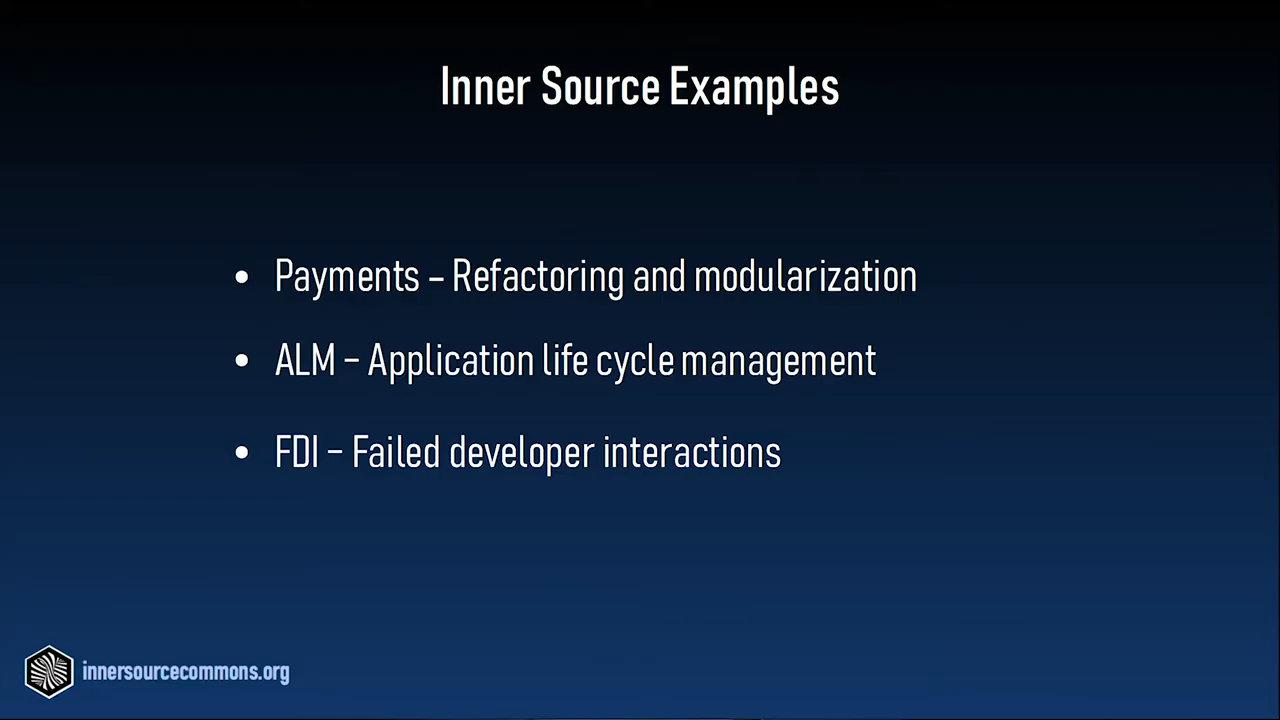 Inner Source Examples
• Payments – Refactoring and modularization
• ALM – Application life cycle management
• FDI – Failed developer interactions
innersourcecommons.org